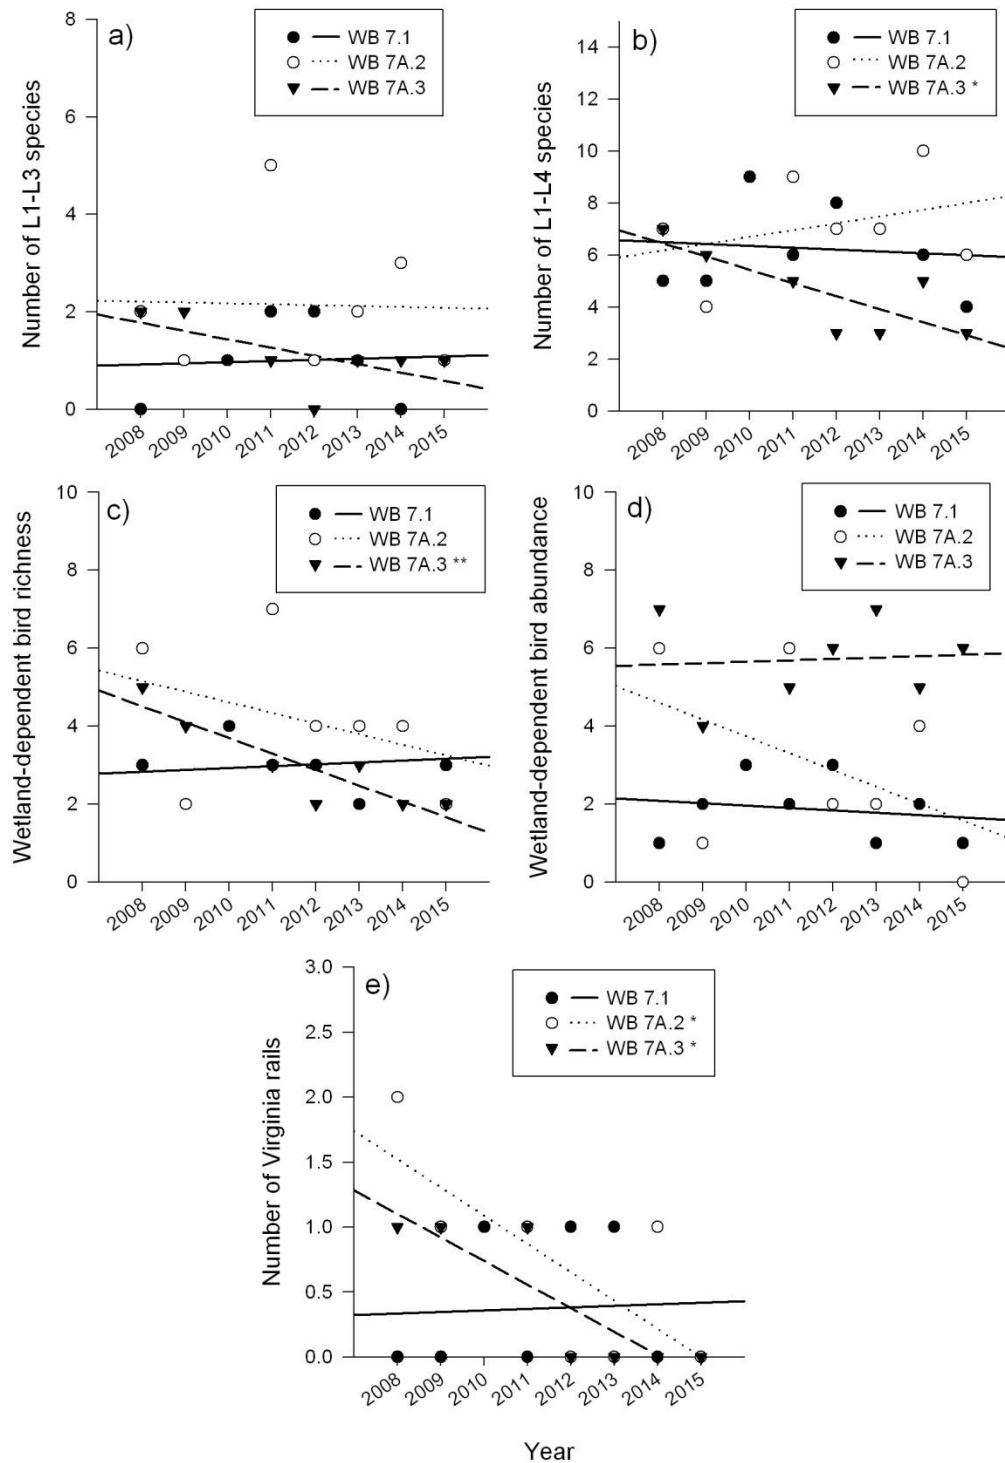 a)
WB 7.1
WB 7A.2
WB 7A.3
Number of L1-L3 species
8
6
4
2
0
2008
2009
2010
2011
2012
2013
2014
2015
b)
WB 7.1
WB 7A.2
WB 7A.3 *
Number of L1-L4 species
14
12
10
8
6
4
2
0
2008
2009
2010
2011
2012
2013
2014
2015
c)
WB 7.1
WB 7A.2
WB 7A.3 **
Wetland-dependent bird richness
10
8
6
4
2
0
2008
2009
2010
2011
2012
2013
2014
2015
d)
WB 7.1
WB 7A.2
WB 7A.3
Wetland-dependent bird abundance
10
8
6
4
2
0
2008
2009
2010
2011
2012
2013
2014
2015
e)
WB 7.1
WB 7A.2 *
WB 7A.3 *
Number of Virginia rails
3.0
2.5
2.0
1.5
1.0
0.5
0.0
2008
2009
2010
2011
2012
2013
2014
2015
Year